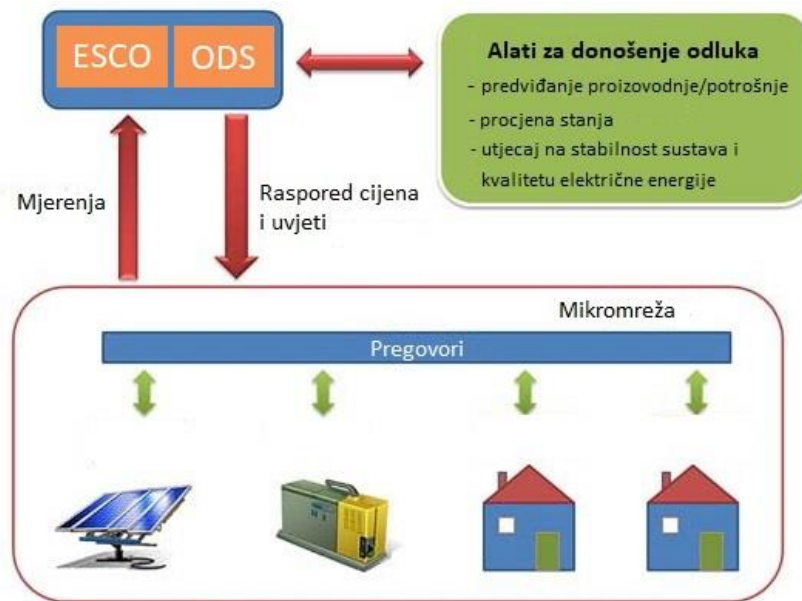 ESCO
ODS
Alati za donošenje odluka
- predviđanje proizvodnje/potrošnje
- procjena stanja
- utjecaj na stabilnost sustava i
kvalitetu električne energije
Mjerenja
Raspored cijena
i uvjeti
Mikromreža
Pregovori